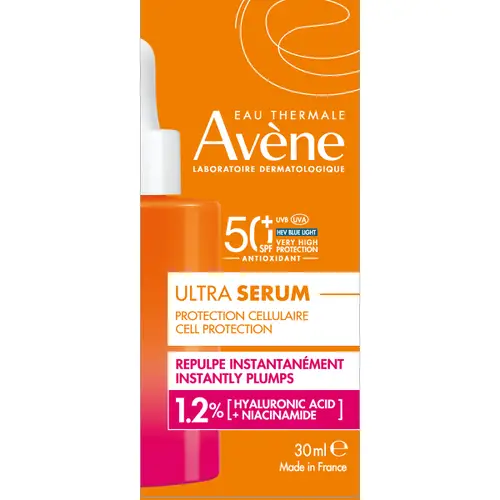 EAU THERMALE
Avène
LABORATOIRE DERMATOLOGIQUE
50+
SPF
UVB UVA
HEV BLUE LIGHT
VERY HIGH
PROTECTION
ANTIOXIDANT
ULTRA SERUM
PROTECTION CELLULAIRE
CELL PROTECTION
REPULPE INSTANTANÉMENT
INSTANTLY PLUMPS
1.2% [HYALURONIC ACID
+ NIACINAMIDE]
30ml ℮
Made in France